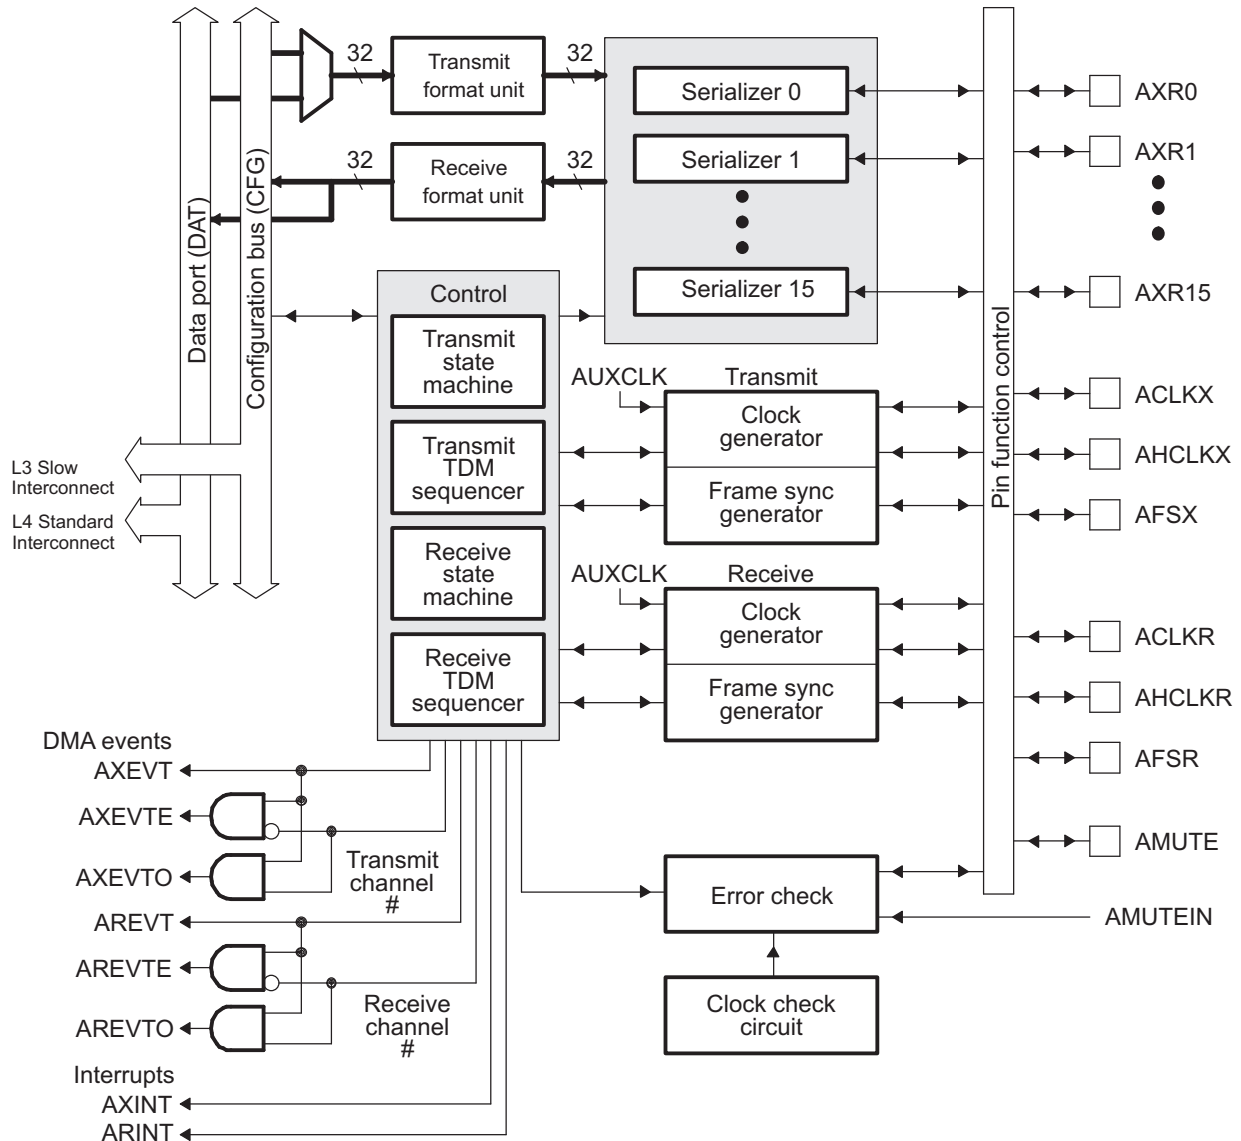 32
Transmit
format unit
32
Serializer 0
AXR0
32
Receive
format unit
32
Serializer 1
AXR1
Serializer 15
AXR15
Data port (DAT)
Configuration bus (CFG)
Control
Transmit
state
machine
Transmit
TDM
sequencer
Receive
state
machine
Receive
TDM
sequencer
L3 Slow
Interconnect
L4 Standard
Interconnect
AUXCLK
Transmit
Clock
generator
Frame sync
generator
AUXCLK
Receive
Clock
generator
Frame sync
generator
Pin function control
ACLKX
AHCLKX
AFSX
ACLKR
AHCLKR
AFSR
AMUTE
AMUTEIN
Error check
Clock check
circuit
DMA events
AXEVT
AXEVTE
AXEVTO
Transmit
channel
#
AREVT
AREVTE
AREVTO
Receive
channel
#
Interrupts
AXINT
ARINT